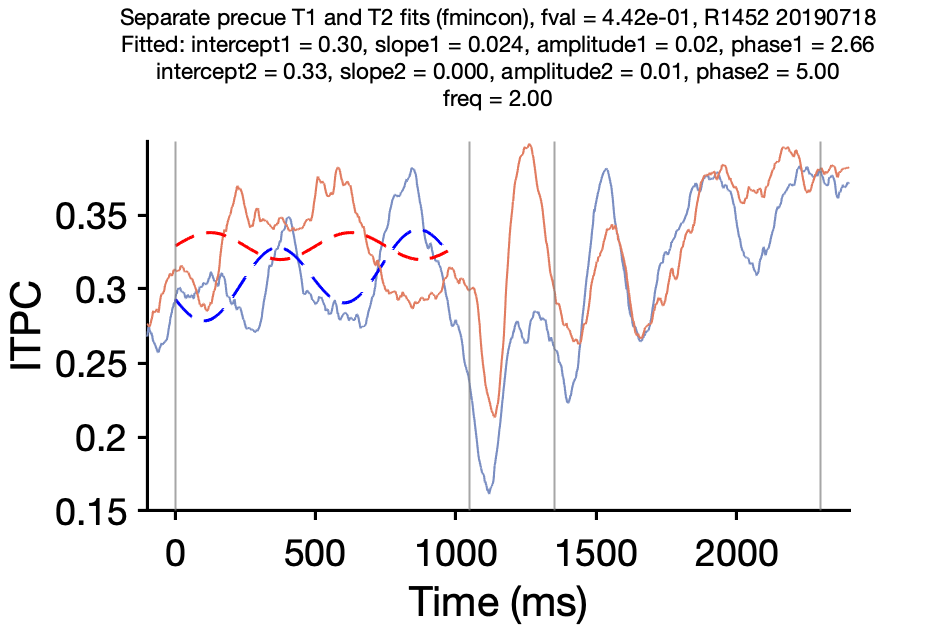 Separate precue T1 and T2 fits (fmincon), fval = 4.42e-01, R1452 20190718
Fitted: intercept1 = 0.30, slope1 = 0.024, amplitude1 = 0.02, phase1 = 2.66
intercept2 = 0.33, slope2 = 0.000, amplitude2 = 0.01, phase2 = 5.00
freq = 2.00
0.35
0.3
0.25
0.2
0.15
ITPC
0 500 1000 1500 2000
Time (ms)